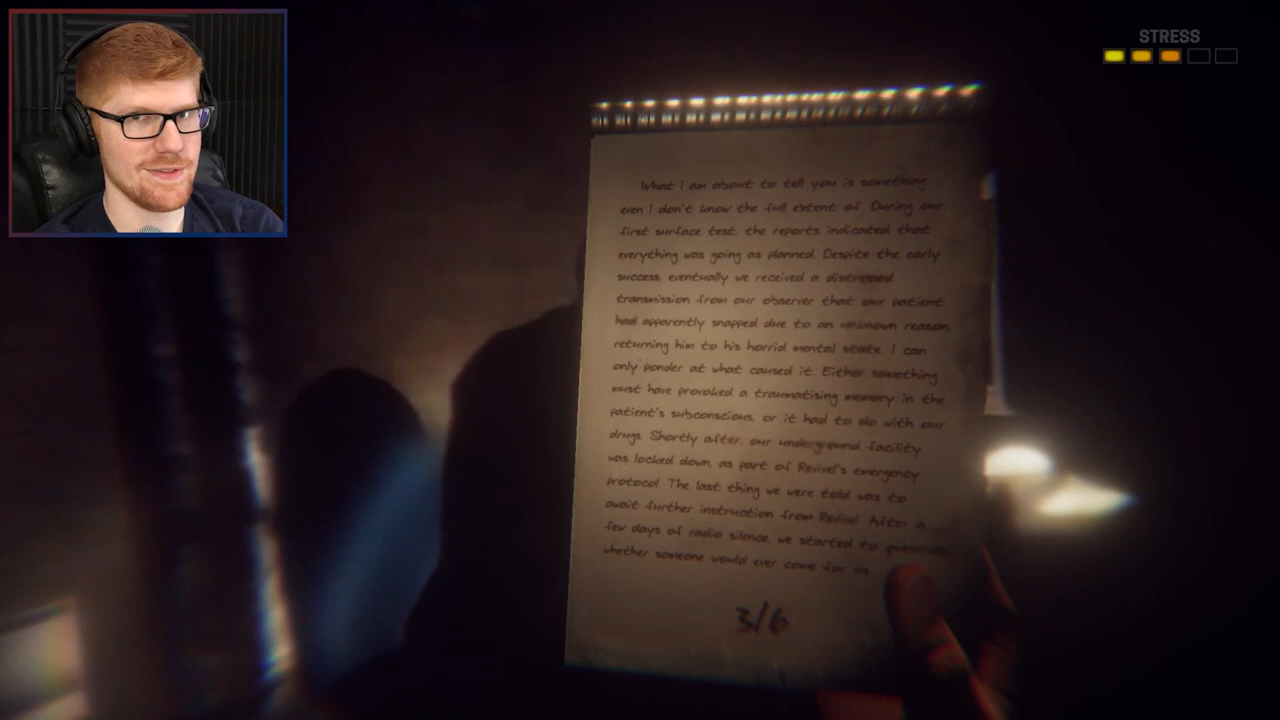 STRESS
What I am about to tell you is something
even I don't know the full extent of. During our
first surface test, the reports indicated that
everything was going as planned. Despite the early
success, eventually we received a distressed
transmission from our observer that our patient
had apparently snapped due to an unknown reason,
returning him to his horrid mental state. I can
only ponder at what caused it. Either something
must have provoked a traumatising memory in the
patient's subconscious, or it had to do with our
drugs. Shortly after, our underground facility
was locked down, as part of Revivel's emergency
protocol. The last thing we were told was to
await further instruction from Revivel. After a
few days of radio silence, we started to question
whether someone would ever come for us
3/6